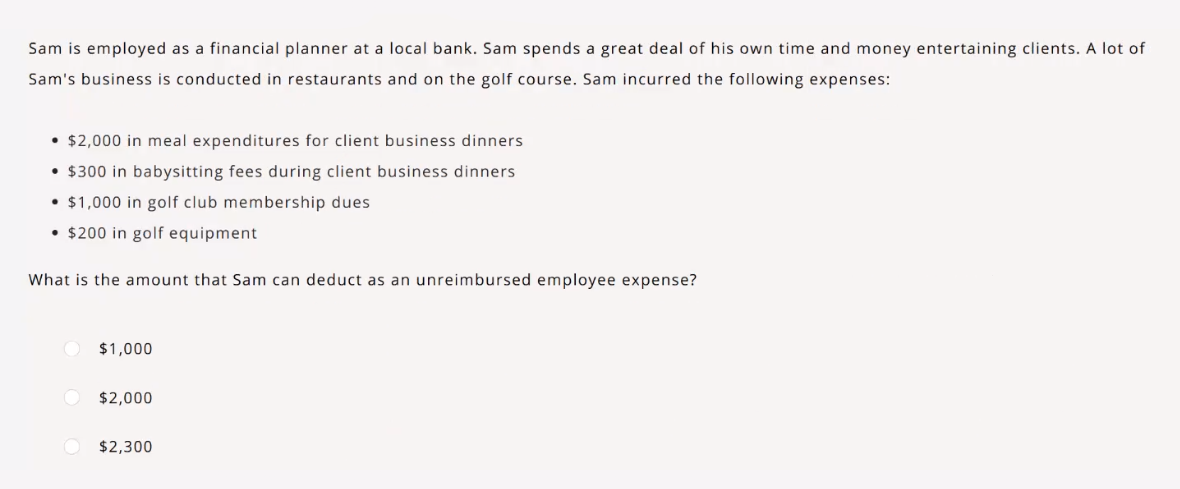 Sam is employed as a financial planner at a local bank. Sam spends a great deal of his own time and money entertaining clients. A lot of
Sam's business is conducted in restaurants and on the golf course. Sam incurred the following expenses:
• $2,000 in meal expenditures for client business dinners
• $300 in babysitting fees during client business dinners
• $1,000 in golf club membership dues
• $200 in golf equipment
What is the amount that Sam can deduct as an unreimbursed employee expense?
$1,000
$2,000
$2,300